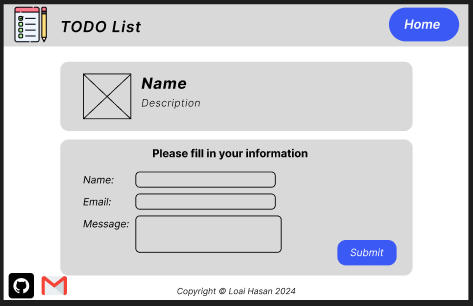 TODO List
Home
Name
Description
Please fill in your information
Name:
Email:
Message:
Submit
Copyright © Loai Hasan 2024